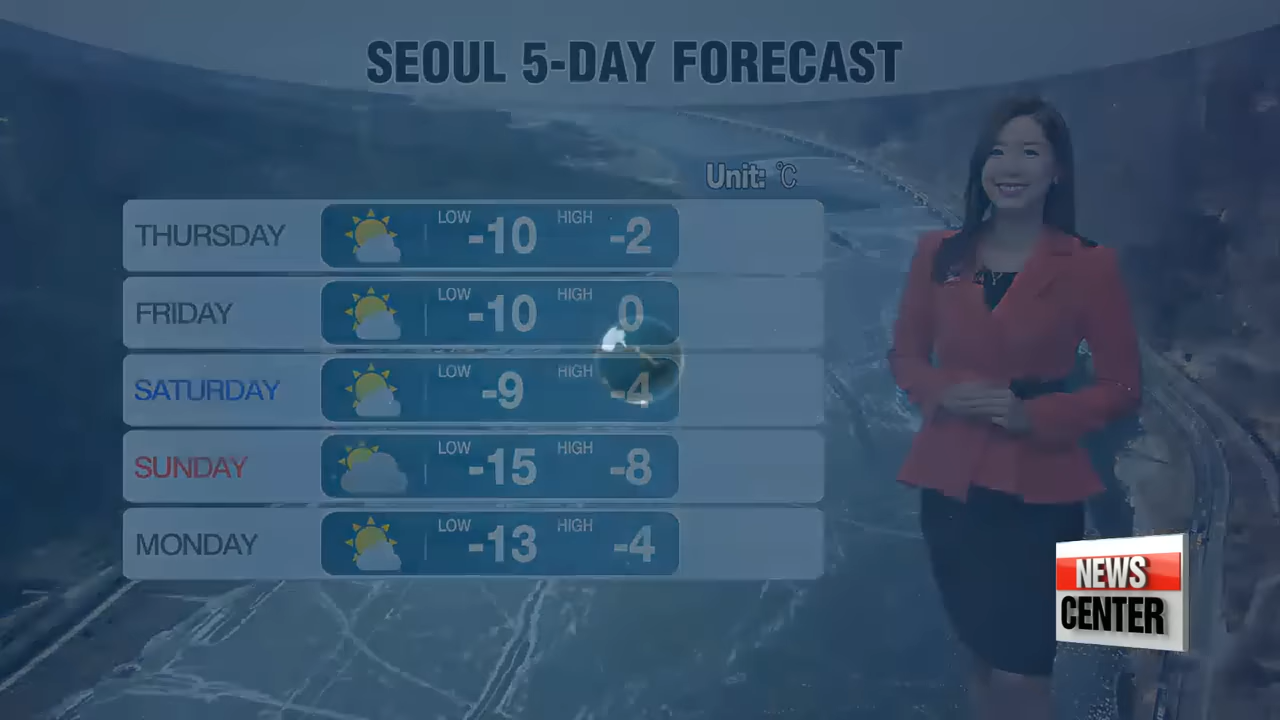 SEOUL 5-DAY FORECAST
Unit: ℃
THURSDAY LOW -10 HIGH -2
FRIDAY LOW -10 HIGH 0
SATURDAY LOW -9 HIGH -4
SUNDAY LOW -15 HIGH -8
MONDAY LOW -13 HIGH -4
NEWS
CENTER